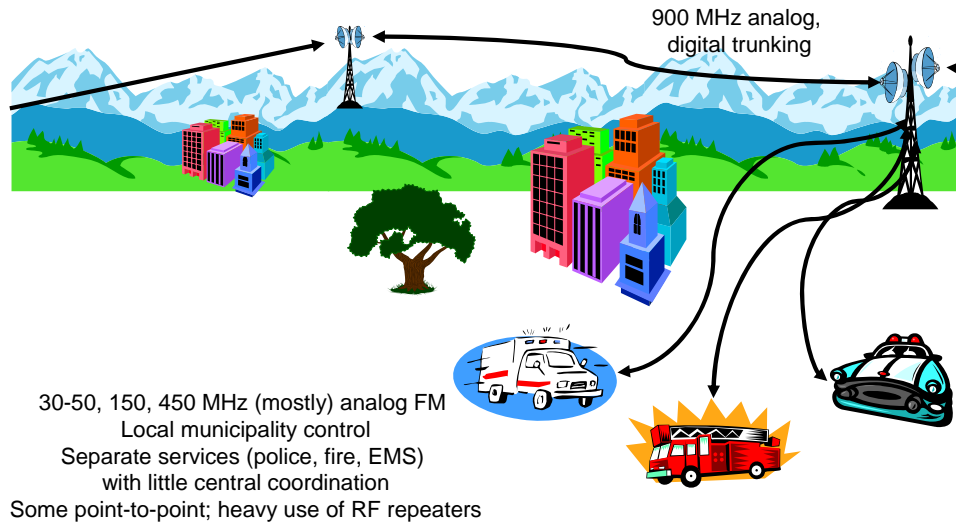 900 MHz analog,
digital trunking
30-50, 150, 450 MHz (mostly) analog FM
Local municipality control
Separate services (police, fire, EMS)
with little central coordination
Some point-to-point; heavy use of RF repeaters